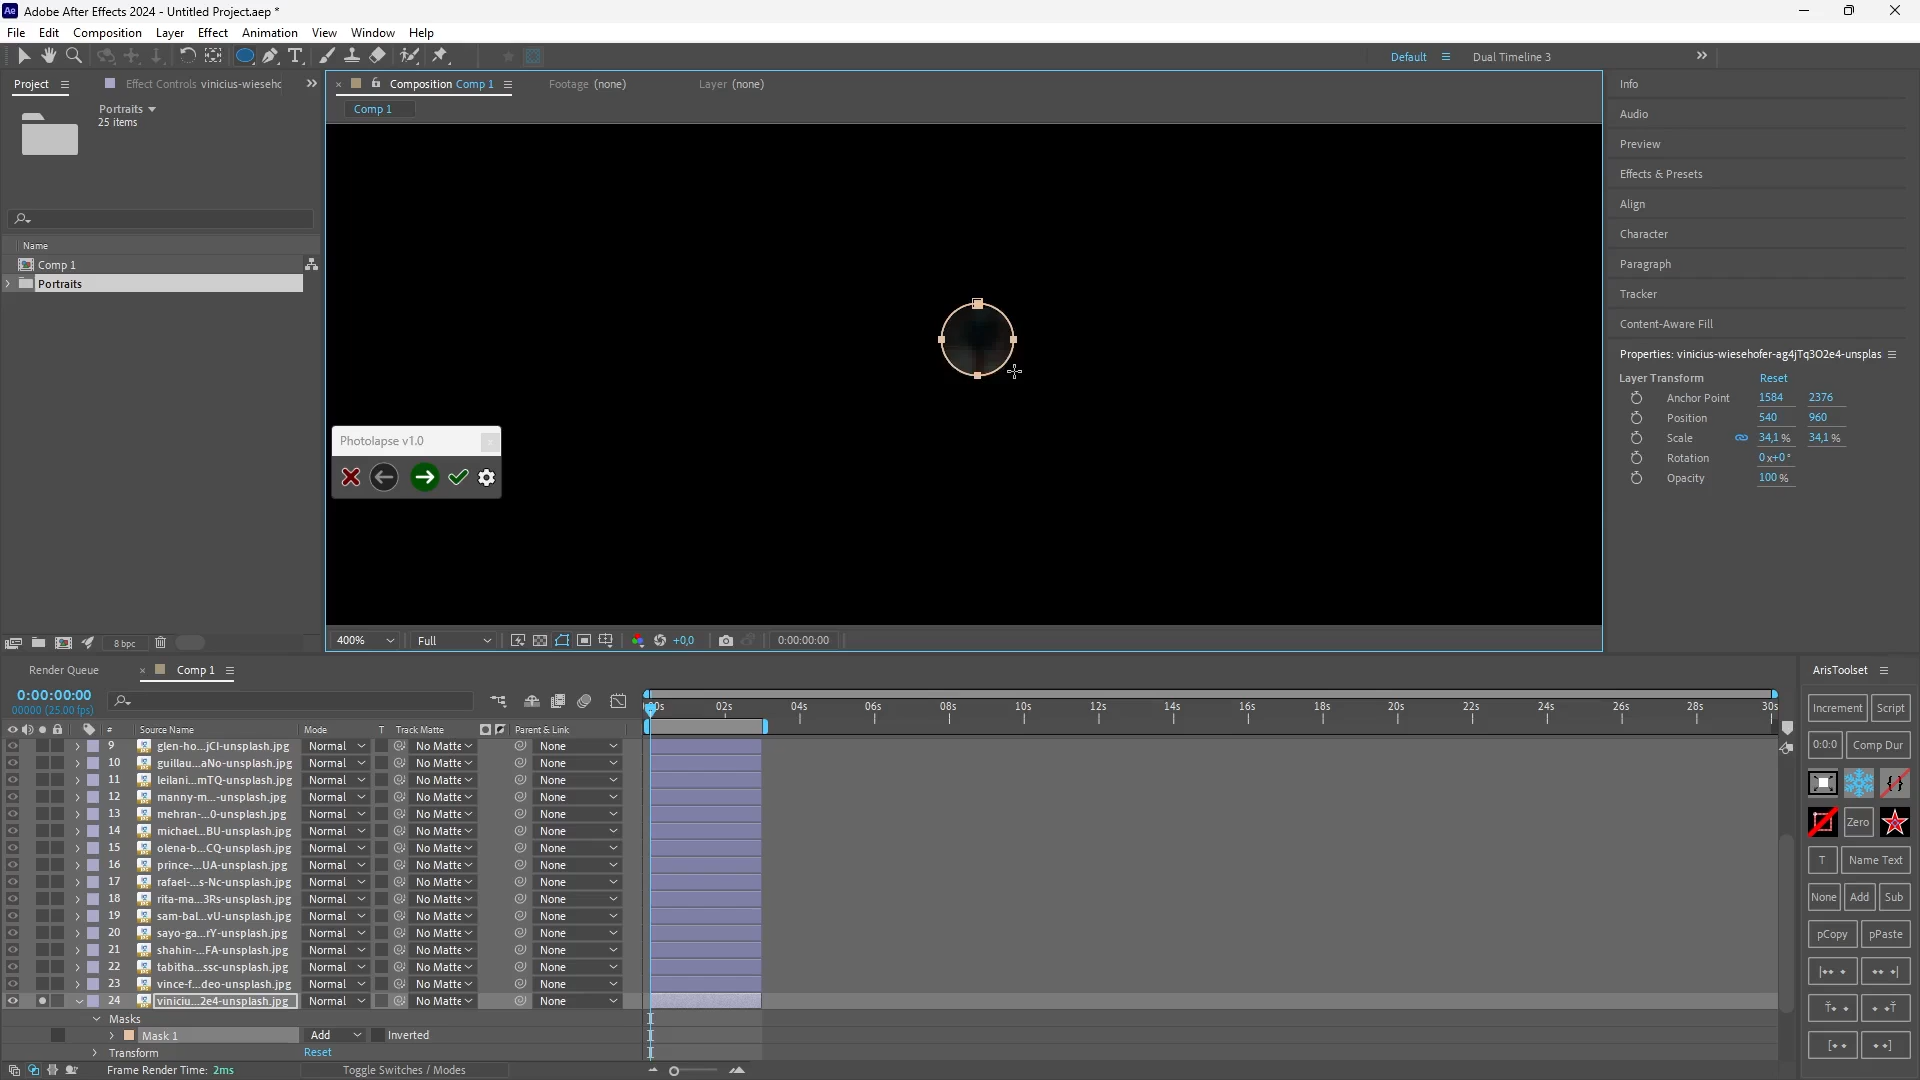 Ae Adobe After Effects 2024 - Untitled Project.aep *
File Edit Composition Layer Effect Animation View Window Help
Default Dual Timeline 3
Project Effect Controls vinicius-wieseho
Composition Comp 1 Footage (none) Layer (none)
Comp 1
Portraits
25 items
Name
Comp 1
Portraits
Photolapse v1.0
8 bpc
400% Full +0,0 0:00:00:00
Info
Audio
Preview
Effects & Presets
Align
Character
Paragraph
Tracker
Content-Aware Fill
Properties: vinicius-wiesehofer-ag4jTq3O2e4-unsplas
Layer Transform Reset
Anchor Point 1584 2376
Position 540 960
Scale 34,1 % 34,1 %
Rotation 0 x+0 °
Opacity 100 %
Render Queue Comp 1
0:00:00:00
00000 (25.00 fps)
02s 04s 06s 08s 10s 12s 14s 16s 18s 20s 22s 24s 26s 28s 30s
# Source Name Mode T Track Matte Parent & Link
9 glen-ho...jCl-unsplash.jpg Normal No Matte None
10 guillau...aNo-unsplash.jpg Normal No Matte None
11 leilani...mTQ-unsplash.jpg Normal No Matte None
12 manny-m...-unsplash.jpg Normal No Matte None
13 mehran-...0-unsplash.jpg Normal No Matte None
14 michael...BU-unsplash.jpg Normal No Matte None
15 olena-b...CQ-unsplash.jpg Normal No Matte None
16 prince-...UA-unsplash.jpg Normal No Matte None
17 rafael-...s-Nc-unsplash.jpg Normal No Matte None
18 rita-ma...3Rs-unsplash.jpg Normal No Matte None
19 sam-bal...vU-unsplash.jpg Normal No Matte None
20 sayo-ga...rY-unsplash.jpg Normal No Matte None
21 shahin-...FA-unsplash.jpg Normal No Matte None
22 tabitha...ssc-unsplash.jpg Normal No Matte None
23 vince-f...deo-unsplash.jpg Normal No Matte None
24 viniciu...2e4-unsplash.jpg Normal No Matte None
Masks
Mask 1 Add Inverted
Transform Reset
Frame Render Time: 2ms Toggle Switches / Modes
ArisToolset
Increment Script
0:0:0 Comp Dur
Zero
T Name Text
None Add Sub
pCopy pPaste